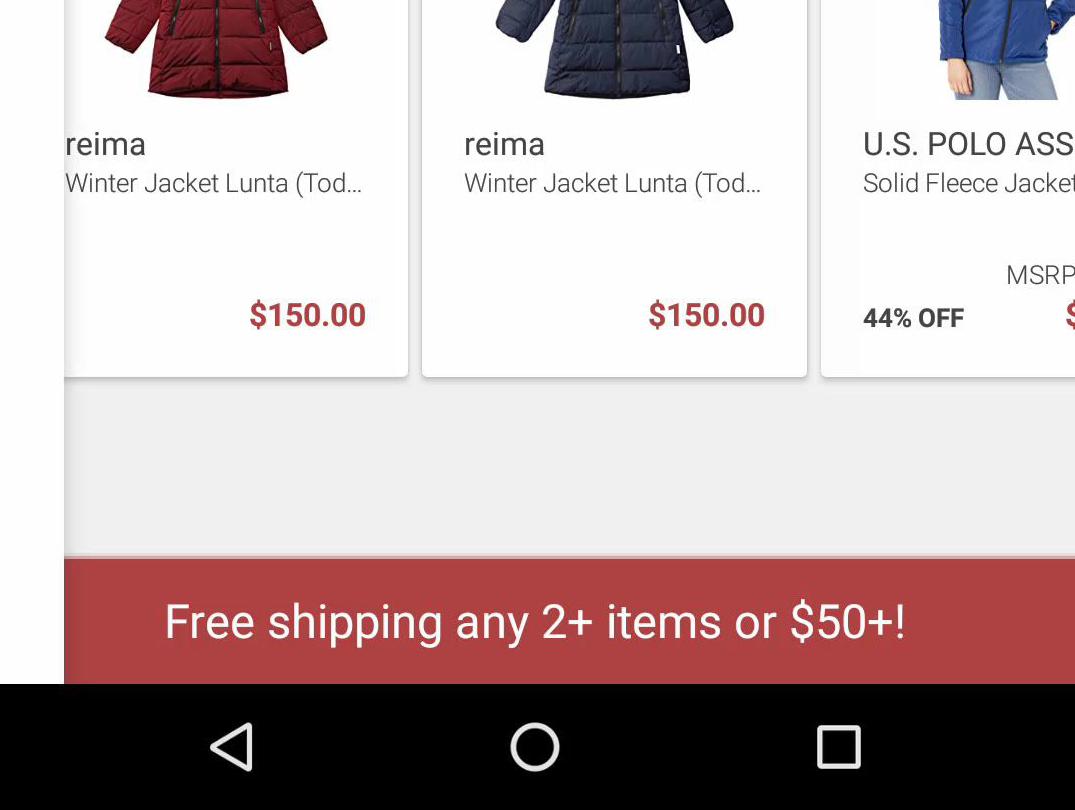 reima
Winter Jacket Lunta (Tod...
$150.00
reima
Winter Jacket Lunta (Tod...
$150.00
U.S. POLO ASS
Solid Fleece Jacket
MSRP
44% OFF
$
Free shipping any 2+ items or $50+!